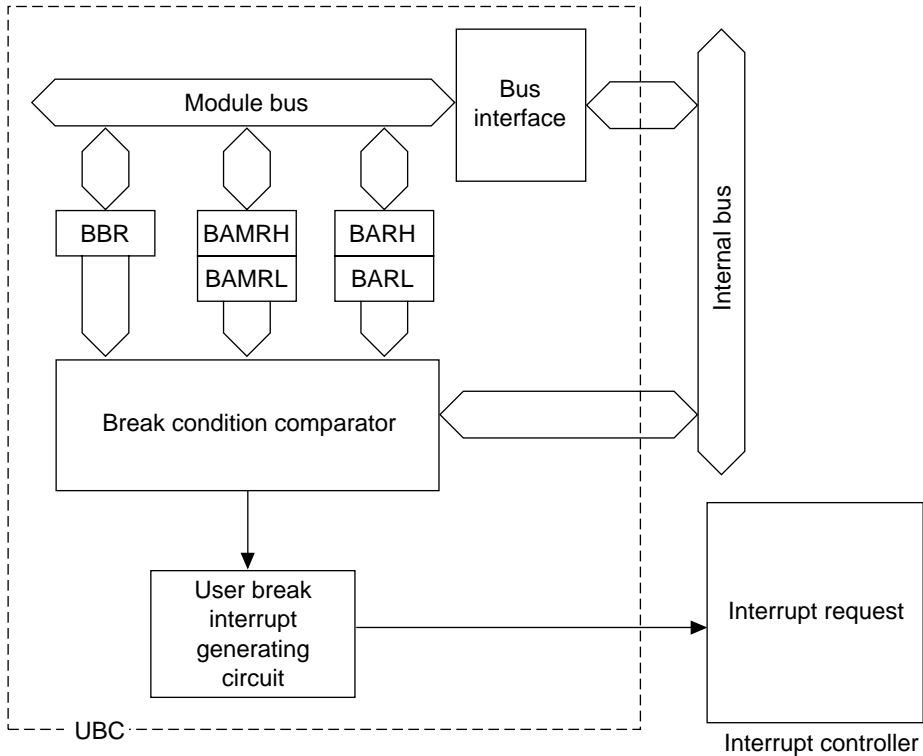 Module bus
Bus
interface
Internal bus
BBR
BAMRH
BARH
BAMRL
BARL
Break condition comparator
User break
interrupt
generating
circuit
Interrupt request
UBC
Interrupt controller